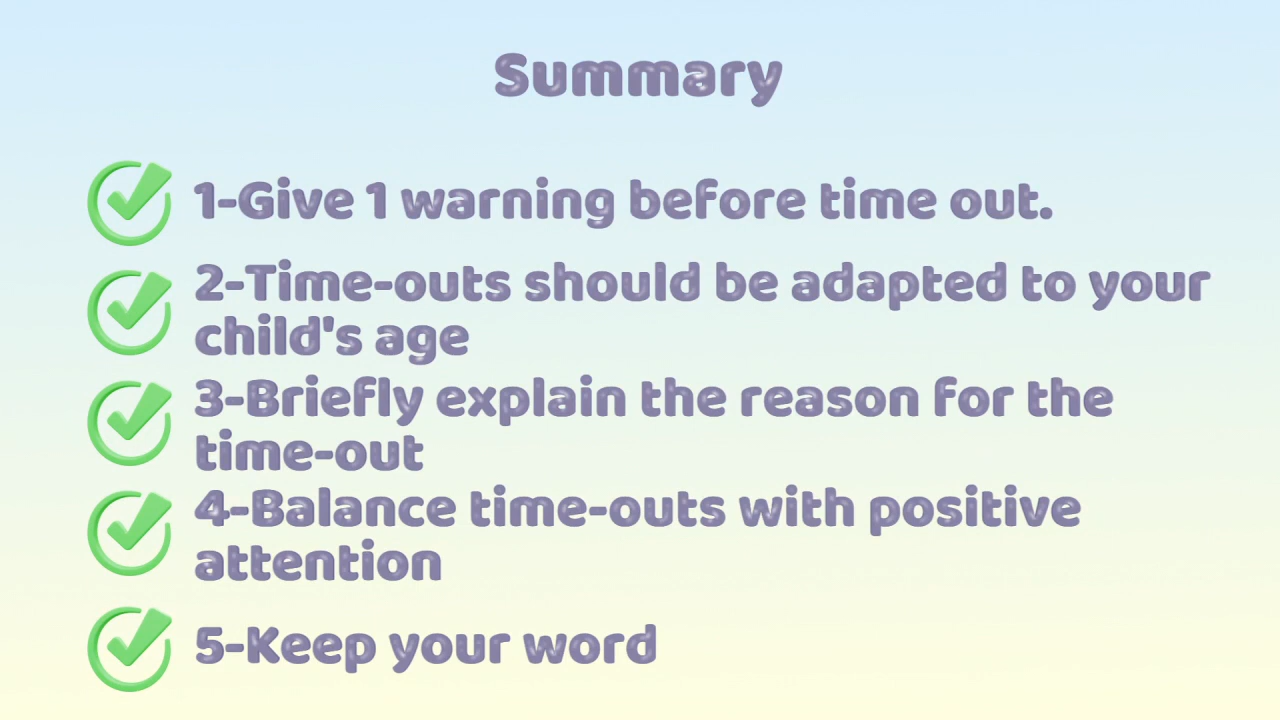 Summary
1-Give 1 warning before time out.
2-Time-outs should be adapted to your
child's age
3-Briefly explain the reason for the
time-out
4-Balance time-outs with positive
attention
5-Keep your word